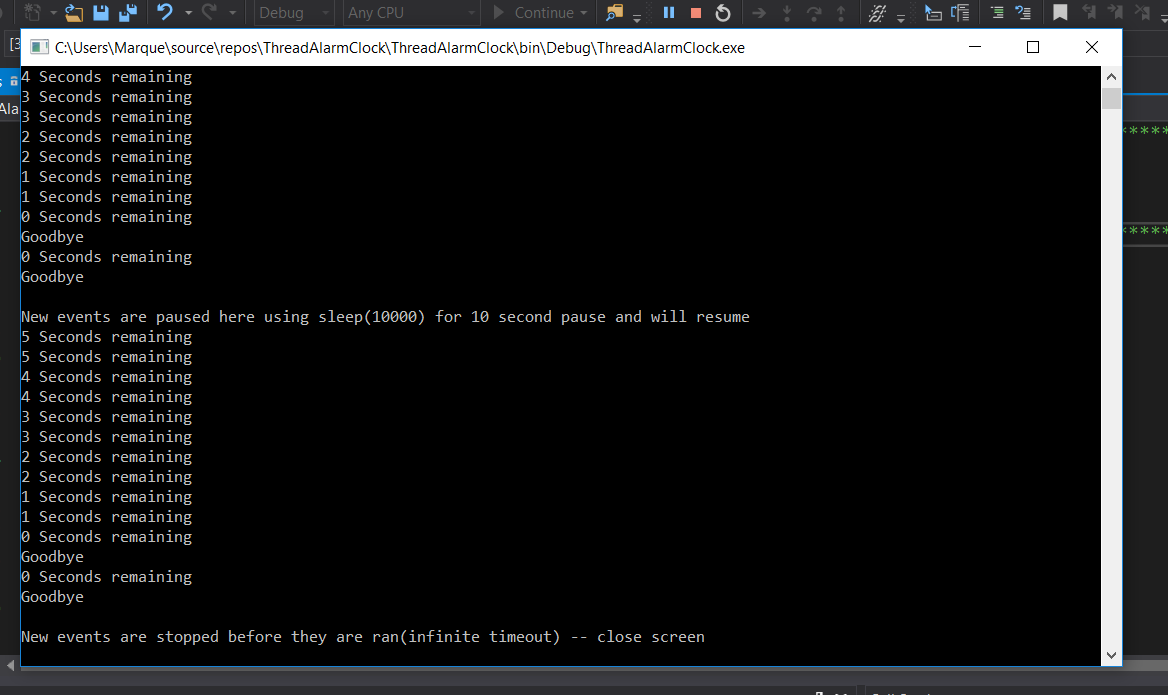 Debug
Any CPU
Continue
C:\Users\Marque\source\repos\ThreadAlarmClock\ThreadAlarmClock\bin\Debug\ThreadAlarmClock.exe
[3
s
Ala
*****
*****
4 Seconds remaining
3 Seconds remaining
3 Seconds remaining
2 Seconds remaining
2 Seconds remaining
1 Seconds remaining
1 Seconds remaining
0 Seconds remaining
Goodbye
0 Seconds remaining
Goodbye
New events are paused here using sleep(10000) for 10 second pause and will resume
5 Seconds remaining
5 Seconds remaining
4 Seconds remaining
4 Seconds remaining
3 Seconds remaining
3 Seconds remaining
2 Seconds remaining
2 Seconds remaining
1 Seconds remaining
1 Seconds remaining
0 Seconds remaining
Goodbye
0 Seconds remaining
Goodbye
New events are stopped before they are ran(infinite timeout) -- close screen